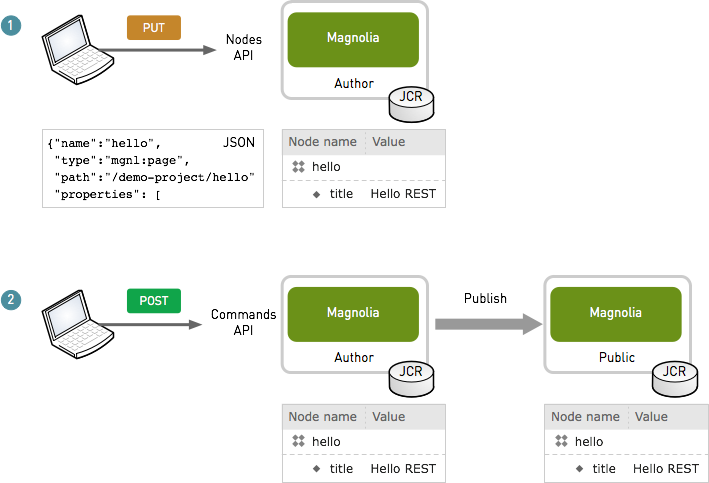 1
PUT
Nodes
API
Magnolia
Author
JCR
{"name":"hello",
JSON
"type":"mgnl:page",
"path":"/demo-project/hello"
"properties": [
Node name Value
hello
title Hello REST
2
POST
Commands
API
Magnolia
Author
JCR
Publish
Magnolia
Public
JCR
Node name Value
hello
title Hello REST
Node name Value
hello
title Hello REST